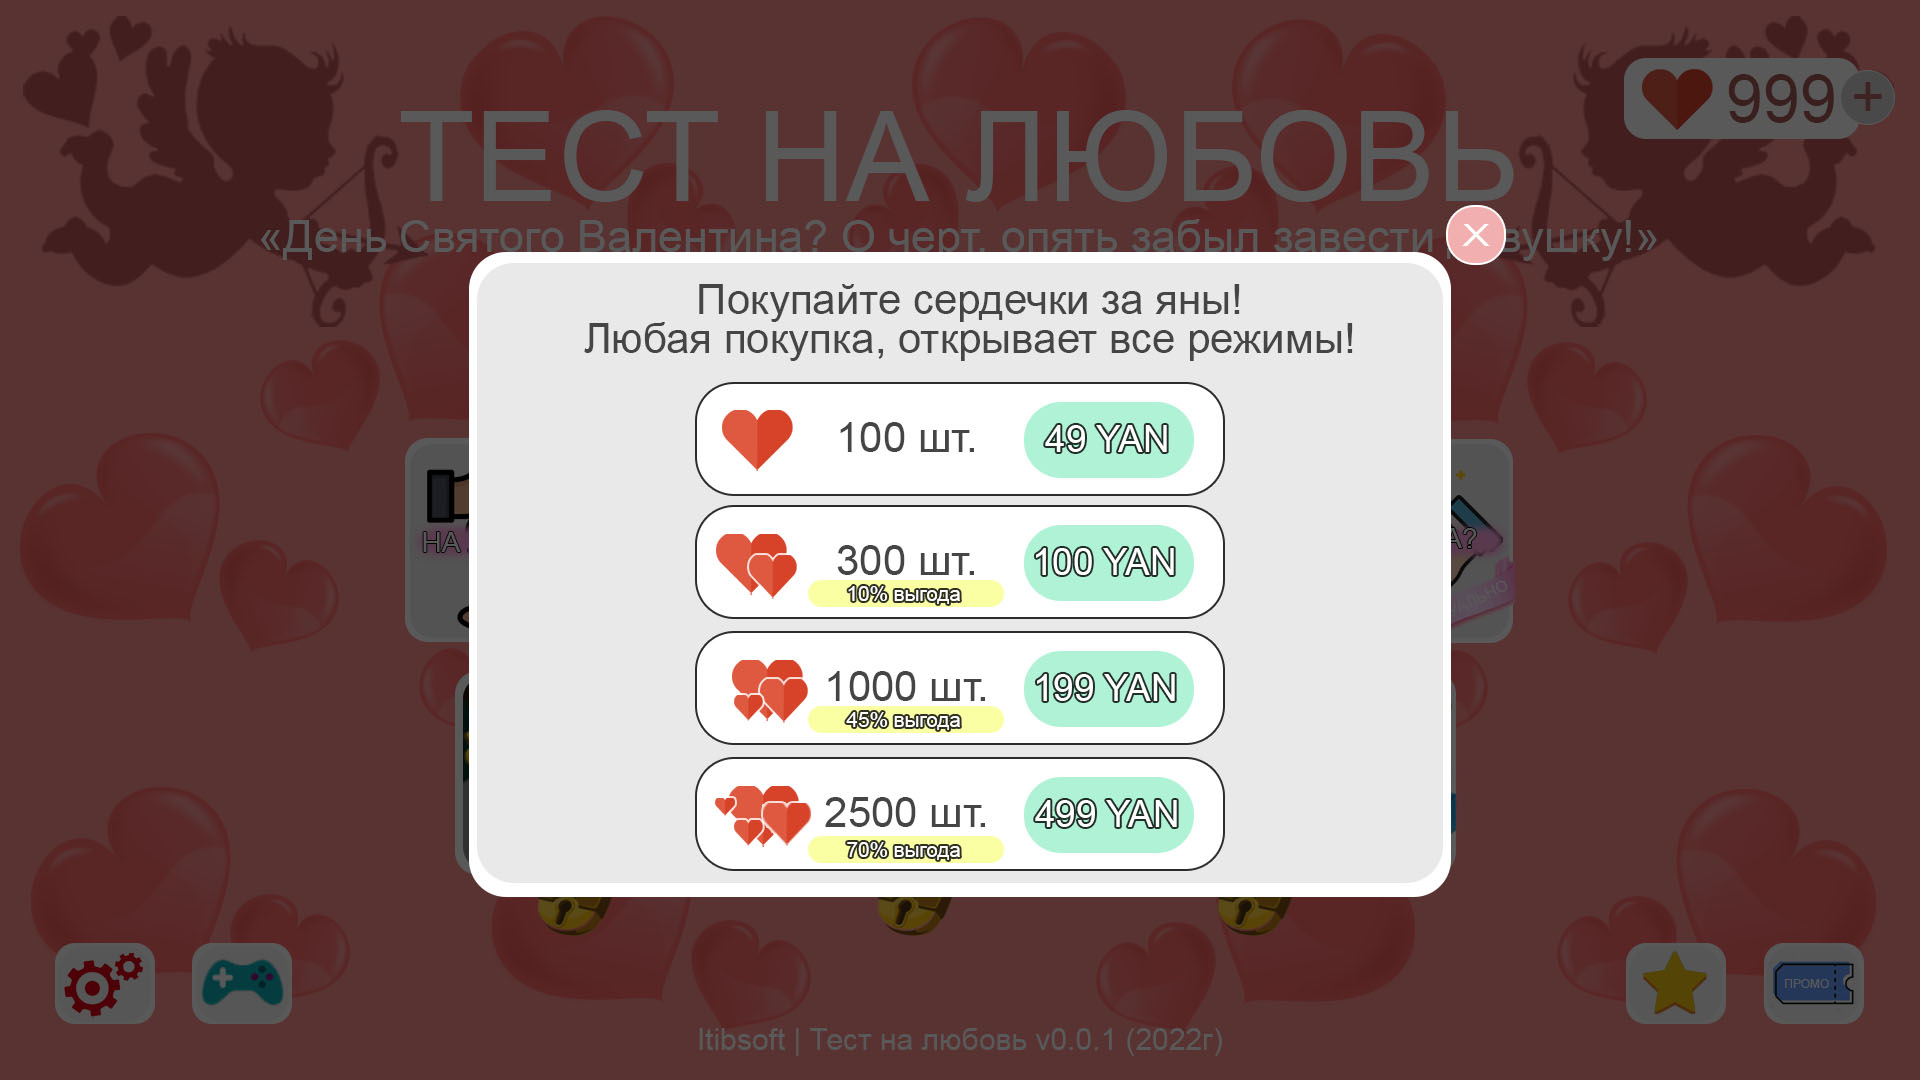 ТЕСТ НА ЛЮБОВЬ
999 +
«День Святого Валентина? О черт, опять забыл завести
Покупайте сердечки за яны!
Любая покупка, открывает все режимы!
100 шт. 49 YAN
300 шт. 100 YAN
10% выгода
1000 шт. 199 YAN
45% выгода
2500 шт. 499 YAN
70% выгода
НА
ПРОМО
Itibsoft | Тест на любовь v0.0.1 (2022г)